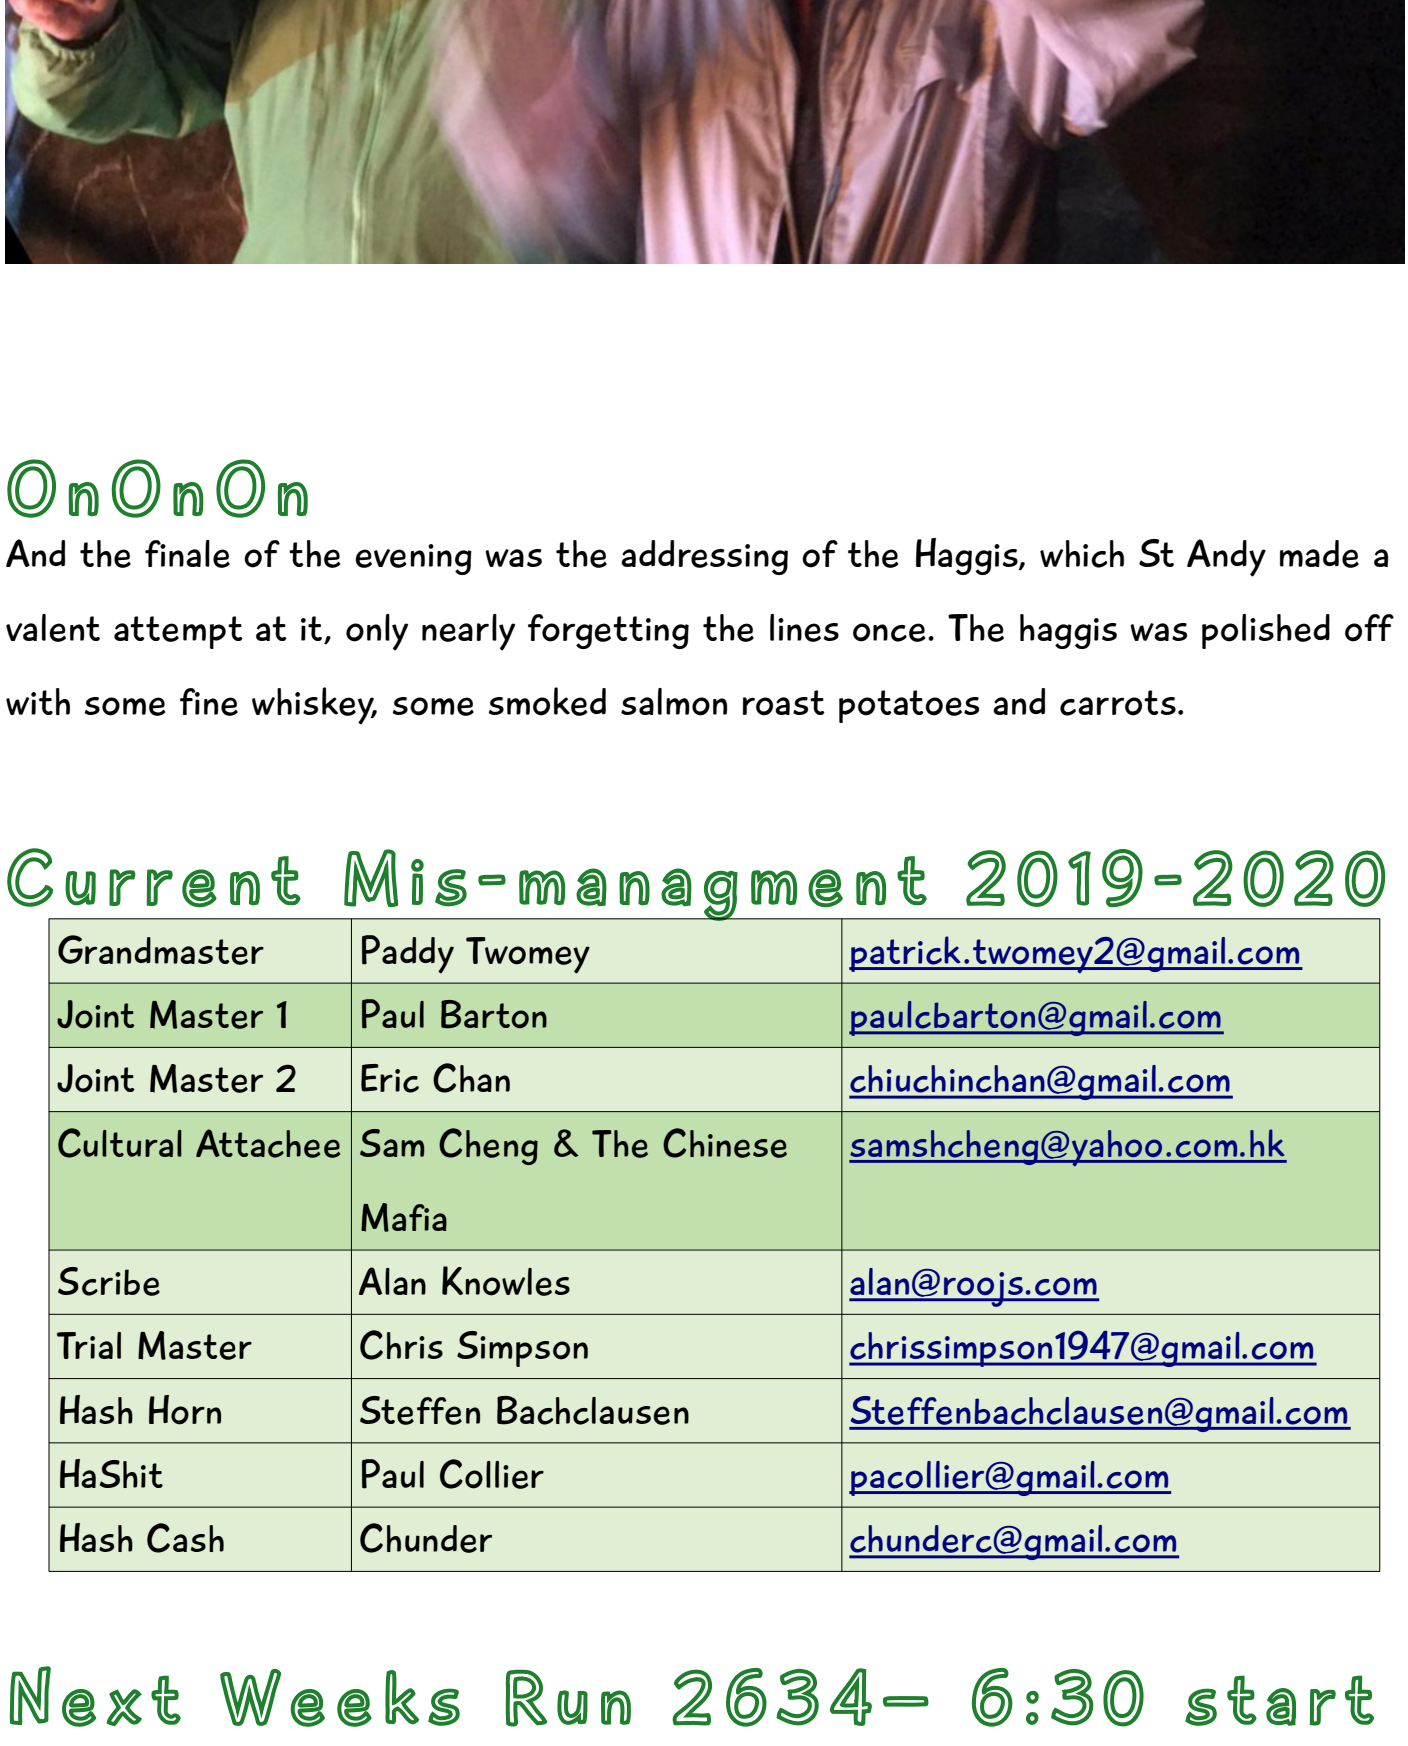 OnOnOn
And the finale of the evening was the addressing of the Haggis, which St Andy made a
valent attempt at it, only nearly forgetting the lines once. The haggis was polished off
with some fine whiskey, some smoked salmon roast potatoes and carrots.
Current Mis-managment 2019-2020
Grandmaster Paddy Twomey patrick.twomey2@gmail.com
Joint Master 1 Paul Barton paulcbarton@gmail.com
Joint Master 2 Eric Chan chiuchinchan@gmail.com
Cultural Attachee Sam Cheng & The Chinese samshcheng@yahoo.com.hk
Mafia
Scribe Alan Knowles alan@roojs.com
Trial Master Chris Simpson chrissimpson1947@gmail.com
Hash Horn Steffen Bachclausen Steffenbachclausen@gmail.com
HaShit Paul Collier pacollier@gmail.com
Hash Cash Chunder chunderc@gmail.com
Next Weeks Run 2634– 6:30 start